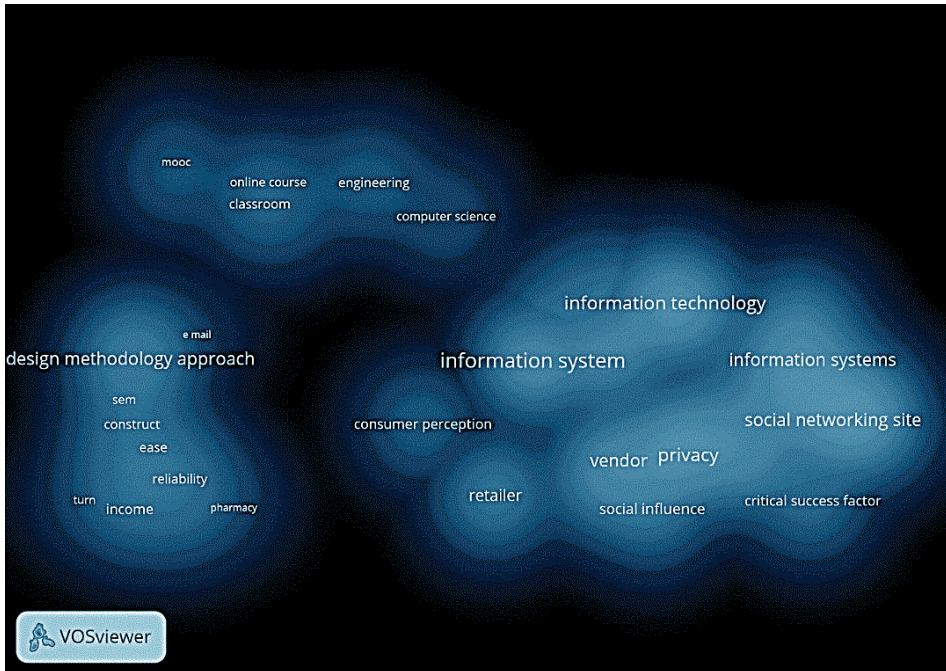 mooc
online course
engineering
classroom
computer science
information technology
e mail
design methodology approach
information system
information systems
sem
construct
consumer perception
social networking site
ease
vendor
privacy
reliability
retailer
turn
income
pharmacy
social influence
critical success factor
VOSviewer